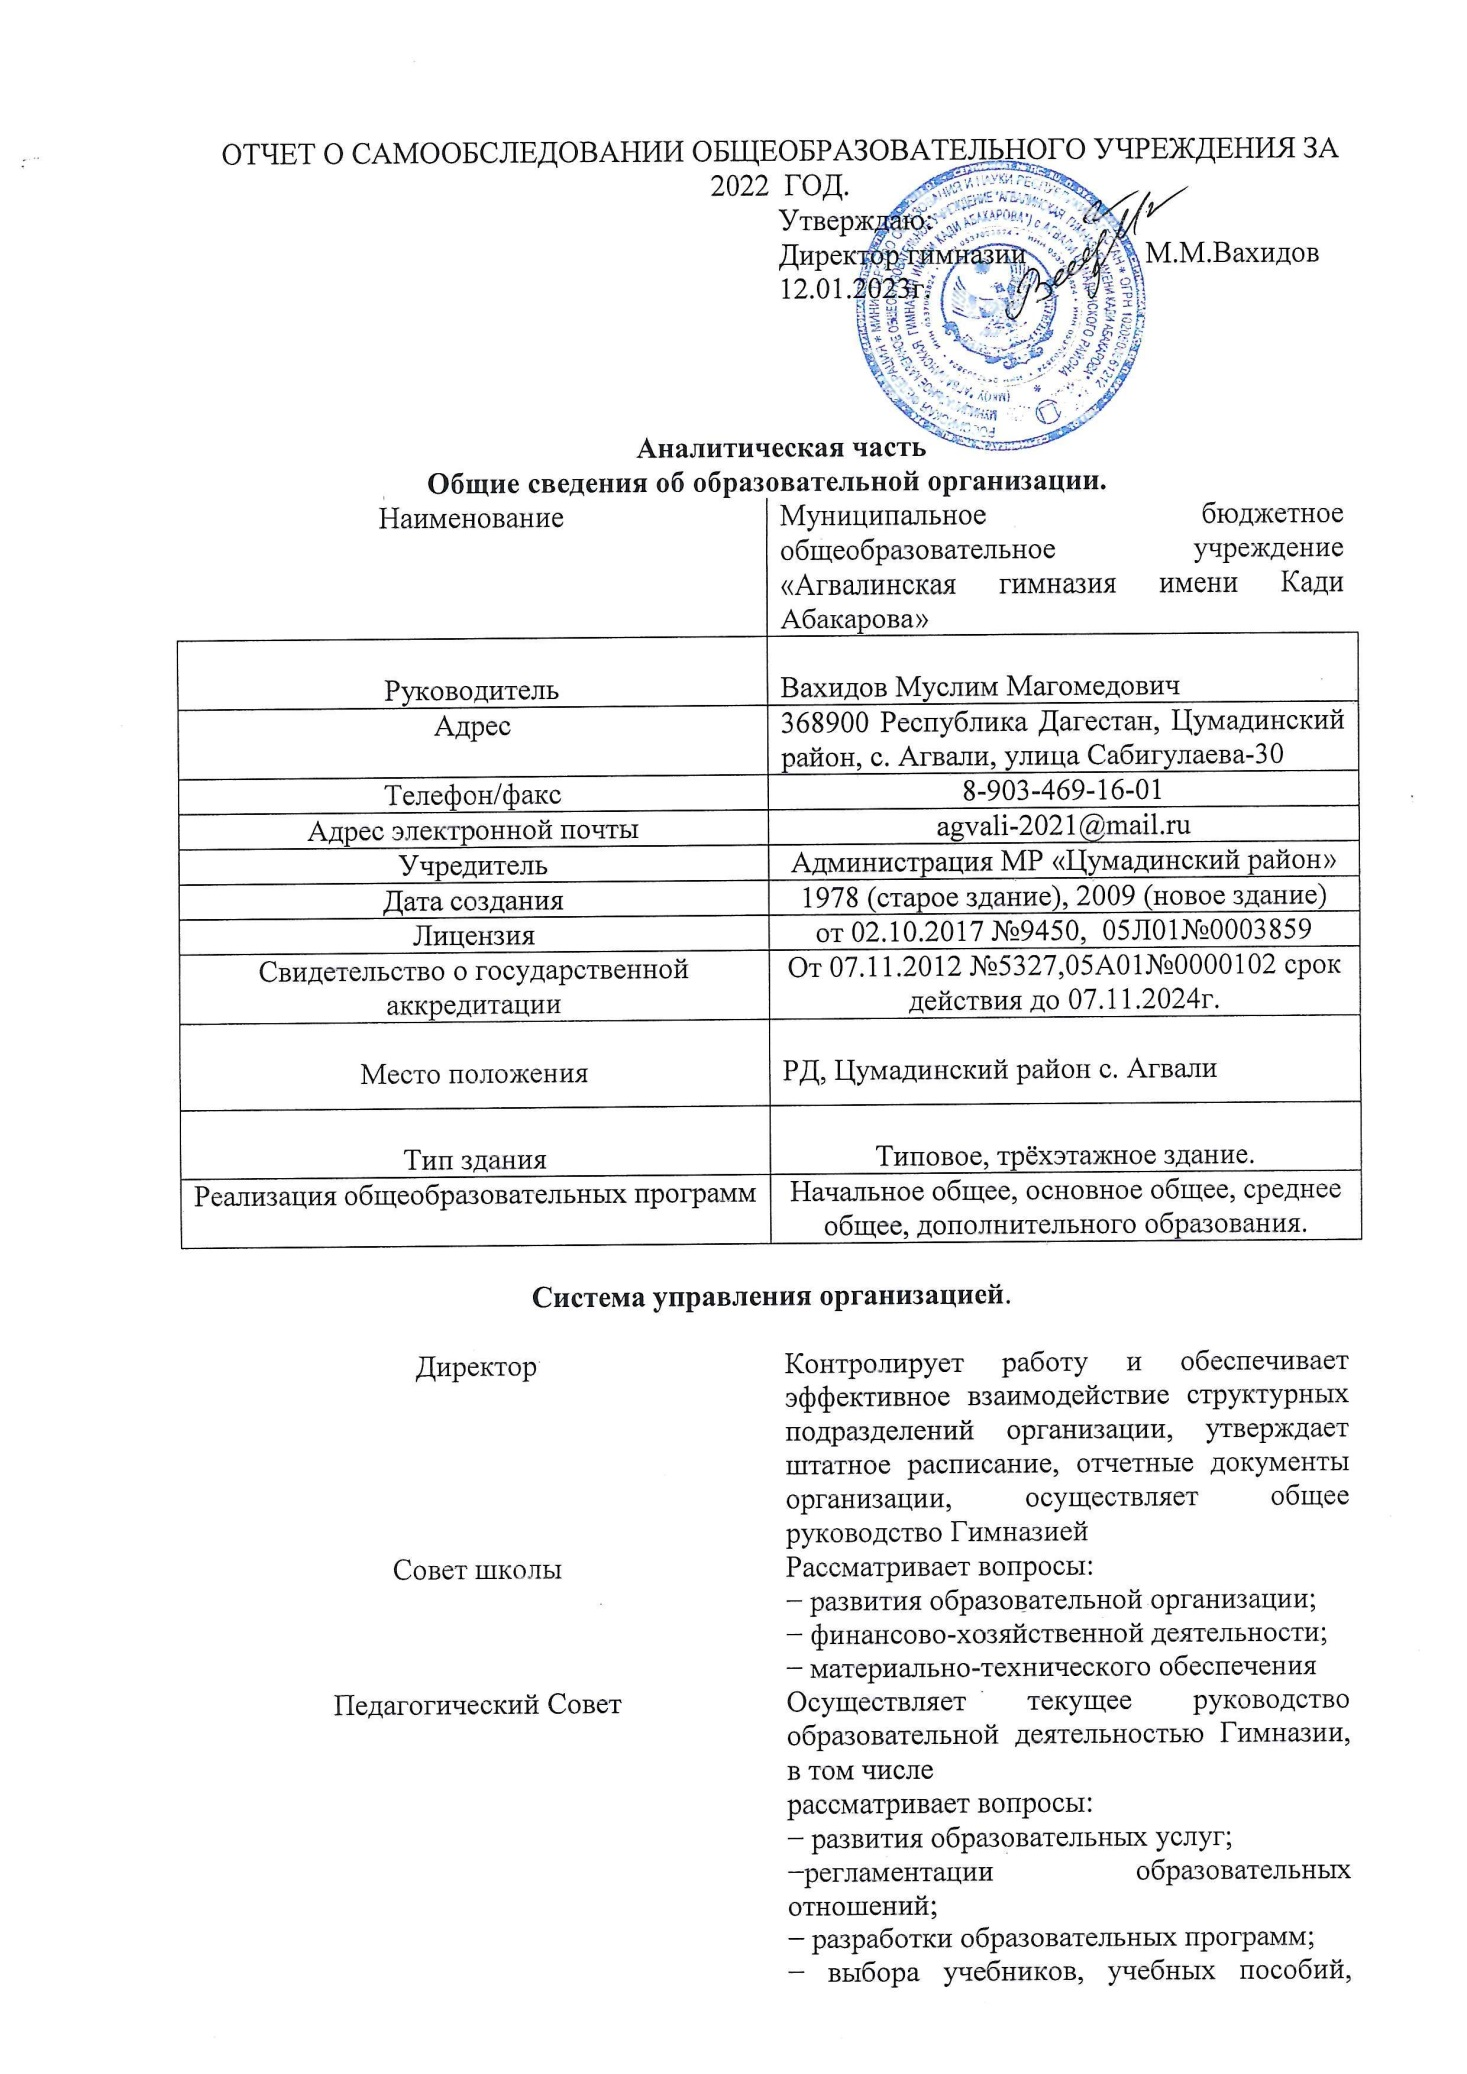 ОТЧЕТ О САМООБСЛЕДОВАНИИ ОБЩЕОБРАЗОВАТЕЛЬНОГО УЧРЕЖДЕНИЯ ЗА
2022 ГОД.
Утверждаю:
Директор гимназии М.М.Вахидов
12.01.2023г.
Аналитическая часть
Общие сведения об образовательной организации.
Наименование
Муниципальное бюджетное
общеобразовательное учреждение
«Агвалинская гимназия имени Кади
Абакарова»
Руководитель
Вахидов Муслим Магомедович
Адрес
368900 Республика Дагестан, Цумадинский
район, с. Агвали, улица Сабигулаева-30
Телефон/факс
8-903-469-16-01
Адрес электронной почты
agvali-2021@mail.ru
Учредитель
Администрация МР «Цумадинский район»
Дата создания
1978 (старое здание), 2009 (новое здание)
Лицензия
от 02.10.2017 №9450, 05Л01№0003859
Свидетельство о государственной
аккредитации
От 07.11.2012 №5327,05А01№0000102 срок
действия до 07.11.2024г.
Место положения
РД, Цумадинский район с. Агвали
Тип здания
Типовое, трёхэтажное здание.
Реализация общеобразовательных программ
Начальное общее, основное общее, среднее
общее, дополнительного образования.
Система управления организацией.
Директор
Контролирует работу и обеспечивает
эффективное взаимодействие структурных
подразделений организации, утверждает
штатное расписание, отчетные документы
организации, осуществляет общее
руководство Гимназией
Совет школы
Рассматривает вопросы:
− развития образовательной организации;
− финансово-хозяйственной деятельности;
− материально-технического обеспечения
Педагогический Совет
Осуществляет текущее руководство
образовательной деятельностью Гимназии,
в том числе
рассматривает вопросы:
− развития образовательных услуг;
−регламентации образовательных
отношений;
− разработки образовательных программ;
− выбора учебников, учебных пособий,